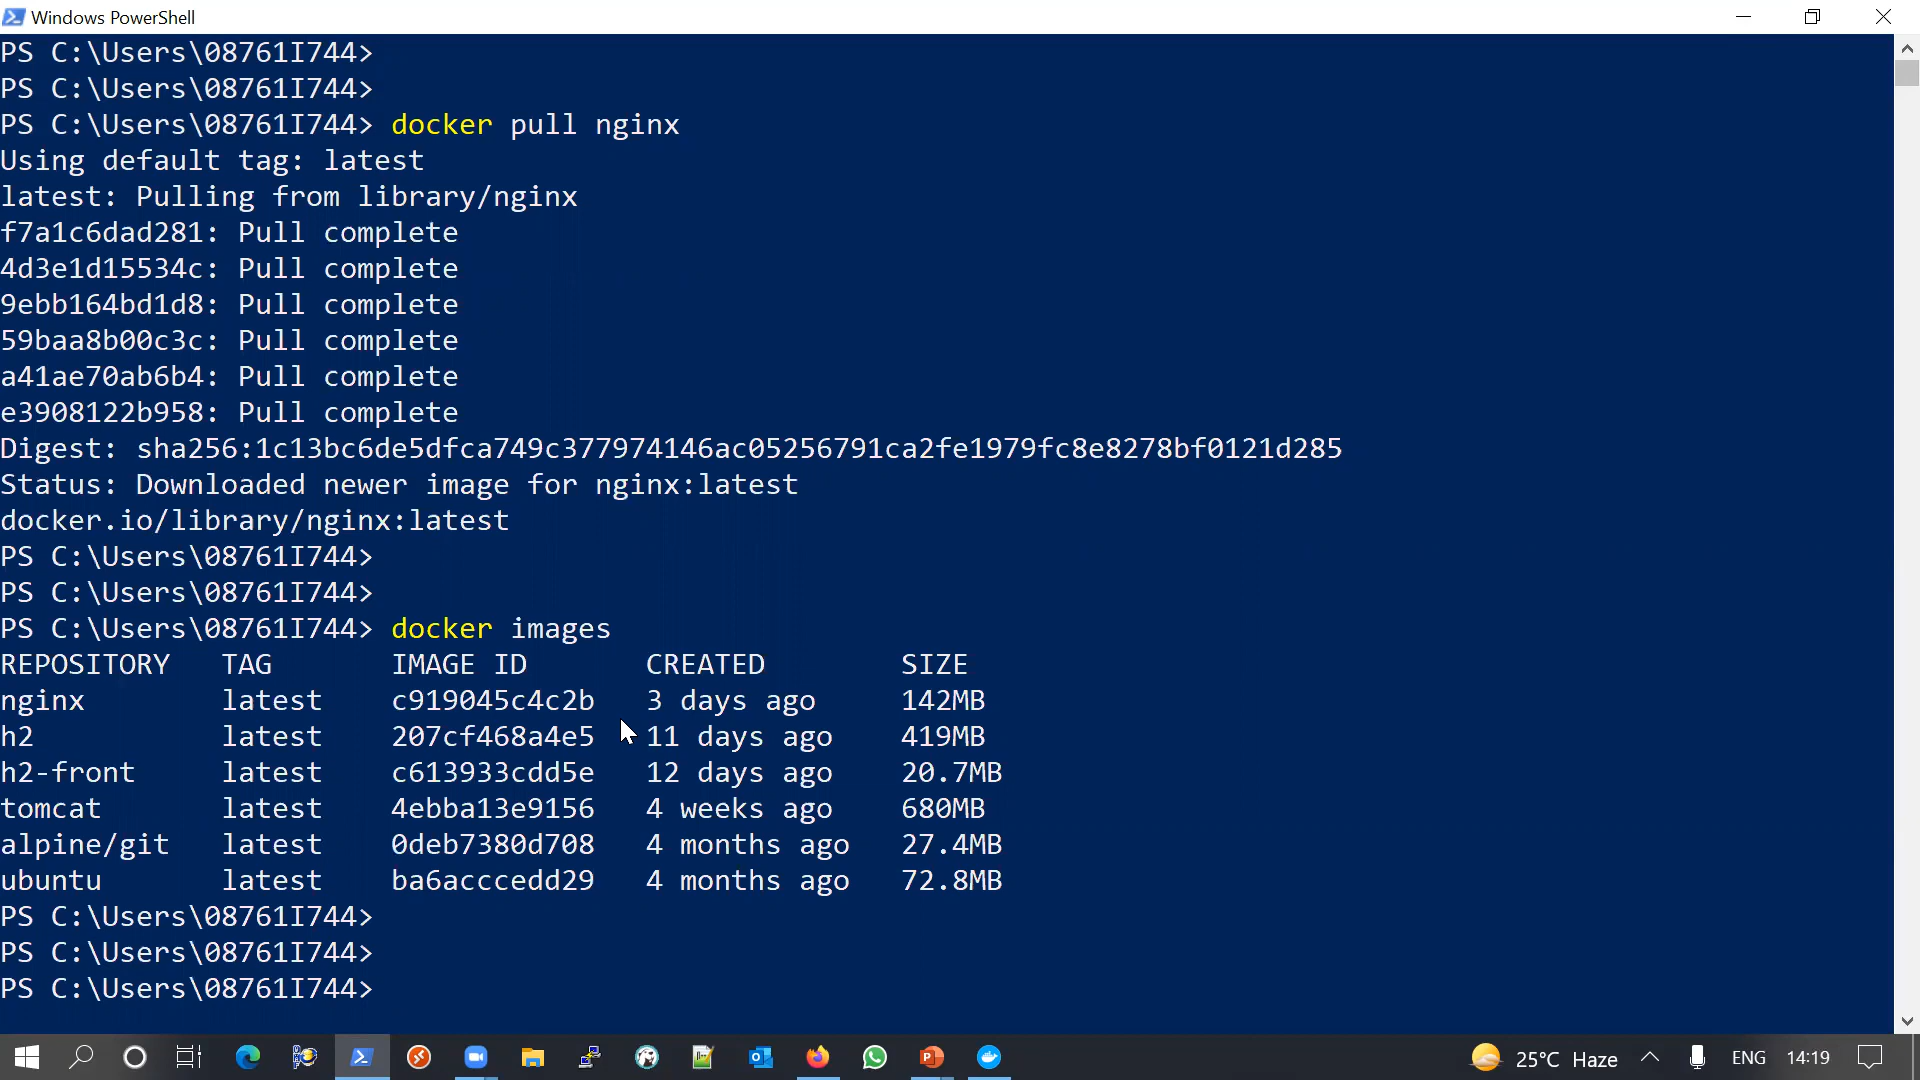 Windows PowerShell
PS C:\Users\08761I744>
PS C:\Users\08761I744>
PS C:\Users\08761I744> docker pull nginx
Using default tag: latest
latest: Pulling from library/nginx
f7a1c6dad281: Pull complete
4d3e1d15534c: Pull complete
9ebb164bd1d8: Pull complete
59baa8b00c3c: Pull complete
a41ae70ab6b4: Pull complete
e3908122b958: Pull complete
Digest: sha256:1c13bc6de5dfca749c377974146ac05256791ca2fe1979fc8e8278bf0121d285
Status: Downloaded newer image for nginx:latest
docker.io/library/nginx:latest
PS C:\Users\08761I744>
PS C:\Users\08761I744>
PS C:\Users\08761I744> docker images
REPOSITORY   TAG       IMAGE ID       CREATED        SIZE
nginx        latest    c919045c4c2b   3 days ago     142MB
h2           latest    207cf468a4e5   11 days ago    419MB
h2-front     latest    c613933cdd5e   12 days ago    20.7MB
tomcat       latest    4ebba13e9156   4 weeks ago    680MB
alpine/git   latest    0deb7380d708   4 months ago   27.4MB
ubuntu       latest    ba6acccedd29   4 months ago   72.8MB
PS C:\Users\08761I744>
PS C:\Users\08761I744>
PS C:\Users\08761I744>
25°C Haze ENG 14:19